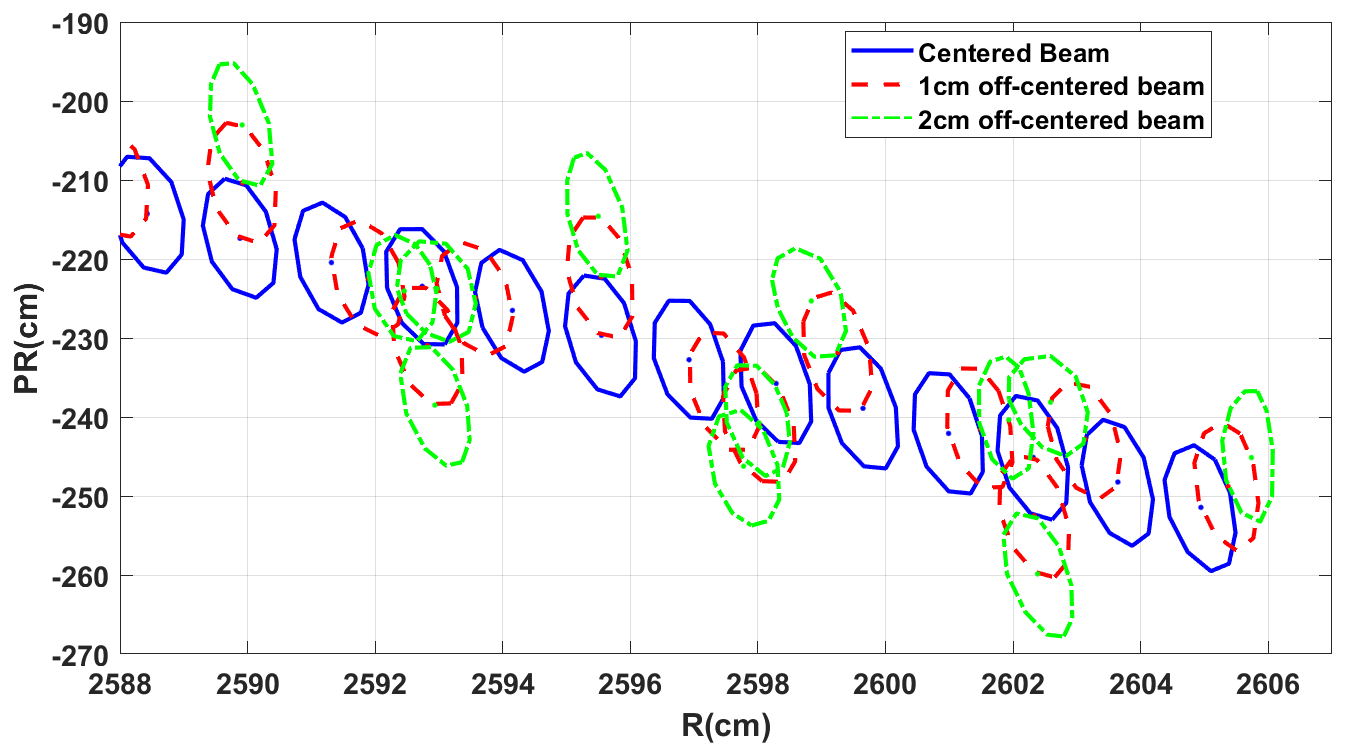 Centered Beam
1cm off-centered beam
2cm off-centered beam
PR(cm)
-190
-200
-210
-220
-230
-240
-250
-260
-270
2588 2590 2592 2594 2596 2598 2600 2602 2604 2606
R(cm)